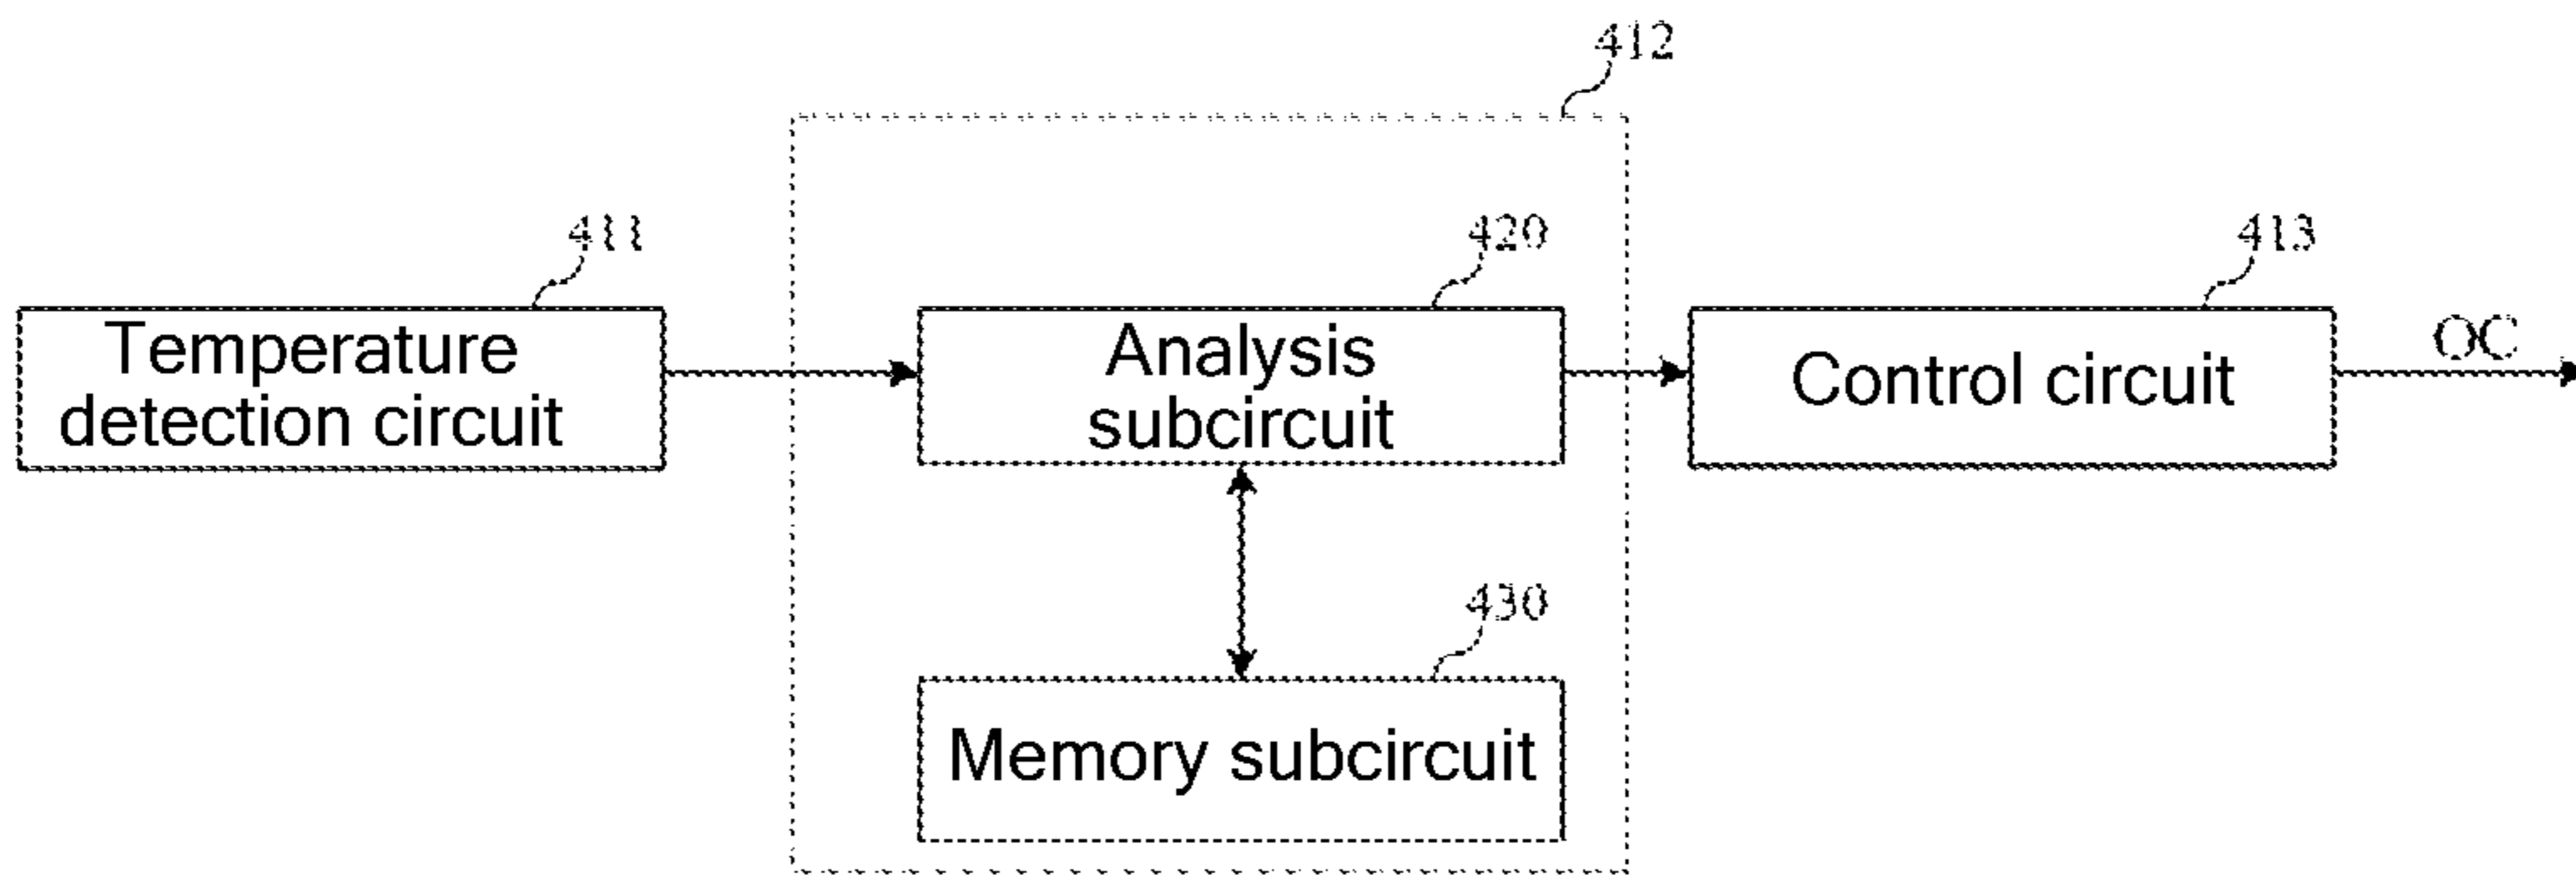 412
411
420
413
Temperature
detection circuit
Analysis
subcircuit
Control circuit
OC
430
Memory subcircuit